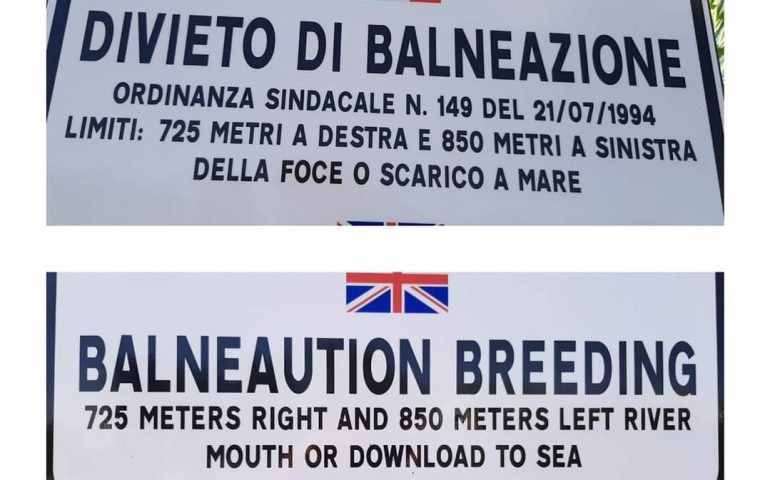 DIVIETO DI BALNEAZIONE
ORDINANZA SINDACALE N. 149 DEL 21/07/1994
LIMITI: 725 METRI A DESTRA E 850 METRI A SINISTRA
DELLA FOCE O SCARICO A MARE
BALNEAUTION BREEDING
725 METERS RIGHT AND 850 METERS LEFT RIVER
MOUTH OR DOWNLOAD TO SEA